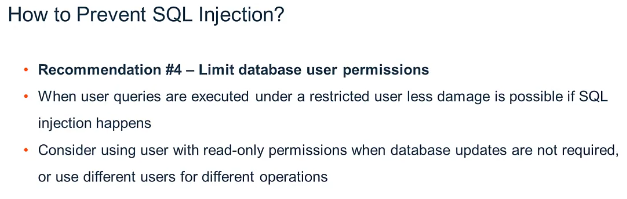 How to Prevent SQL Injection?
• Recommendation #4 – Limit database user permissions
• When user queries are executed under a restricted user less damage is possible if SQL
injection happens
• Consider using user with read-only permissions when database updates are not required,
or use different users for different operations